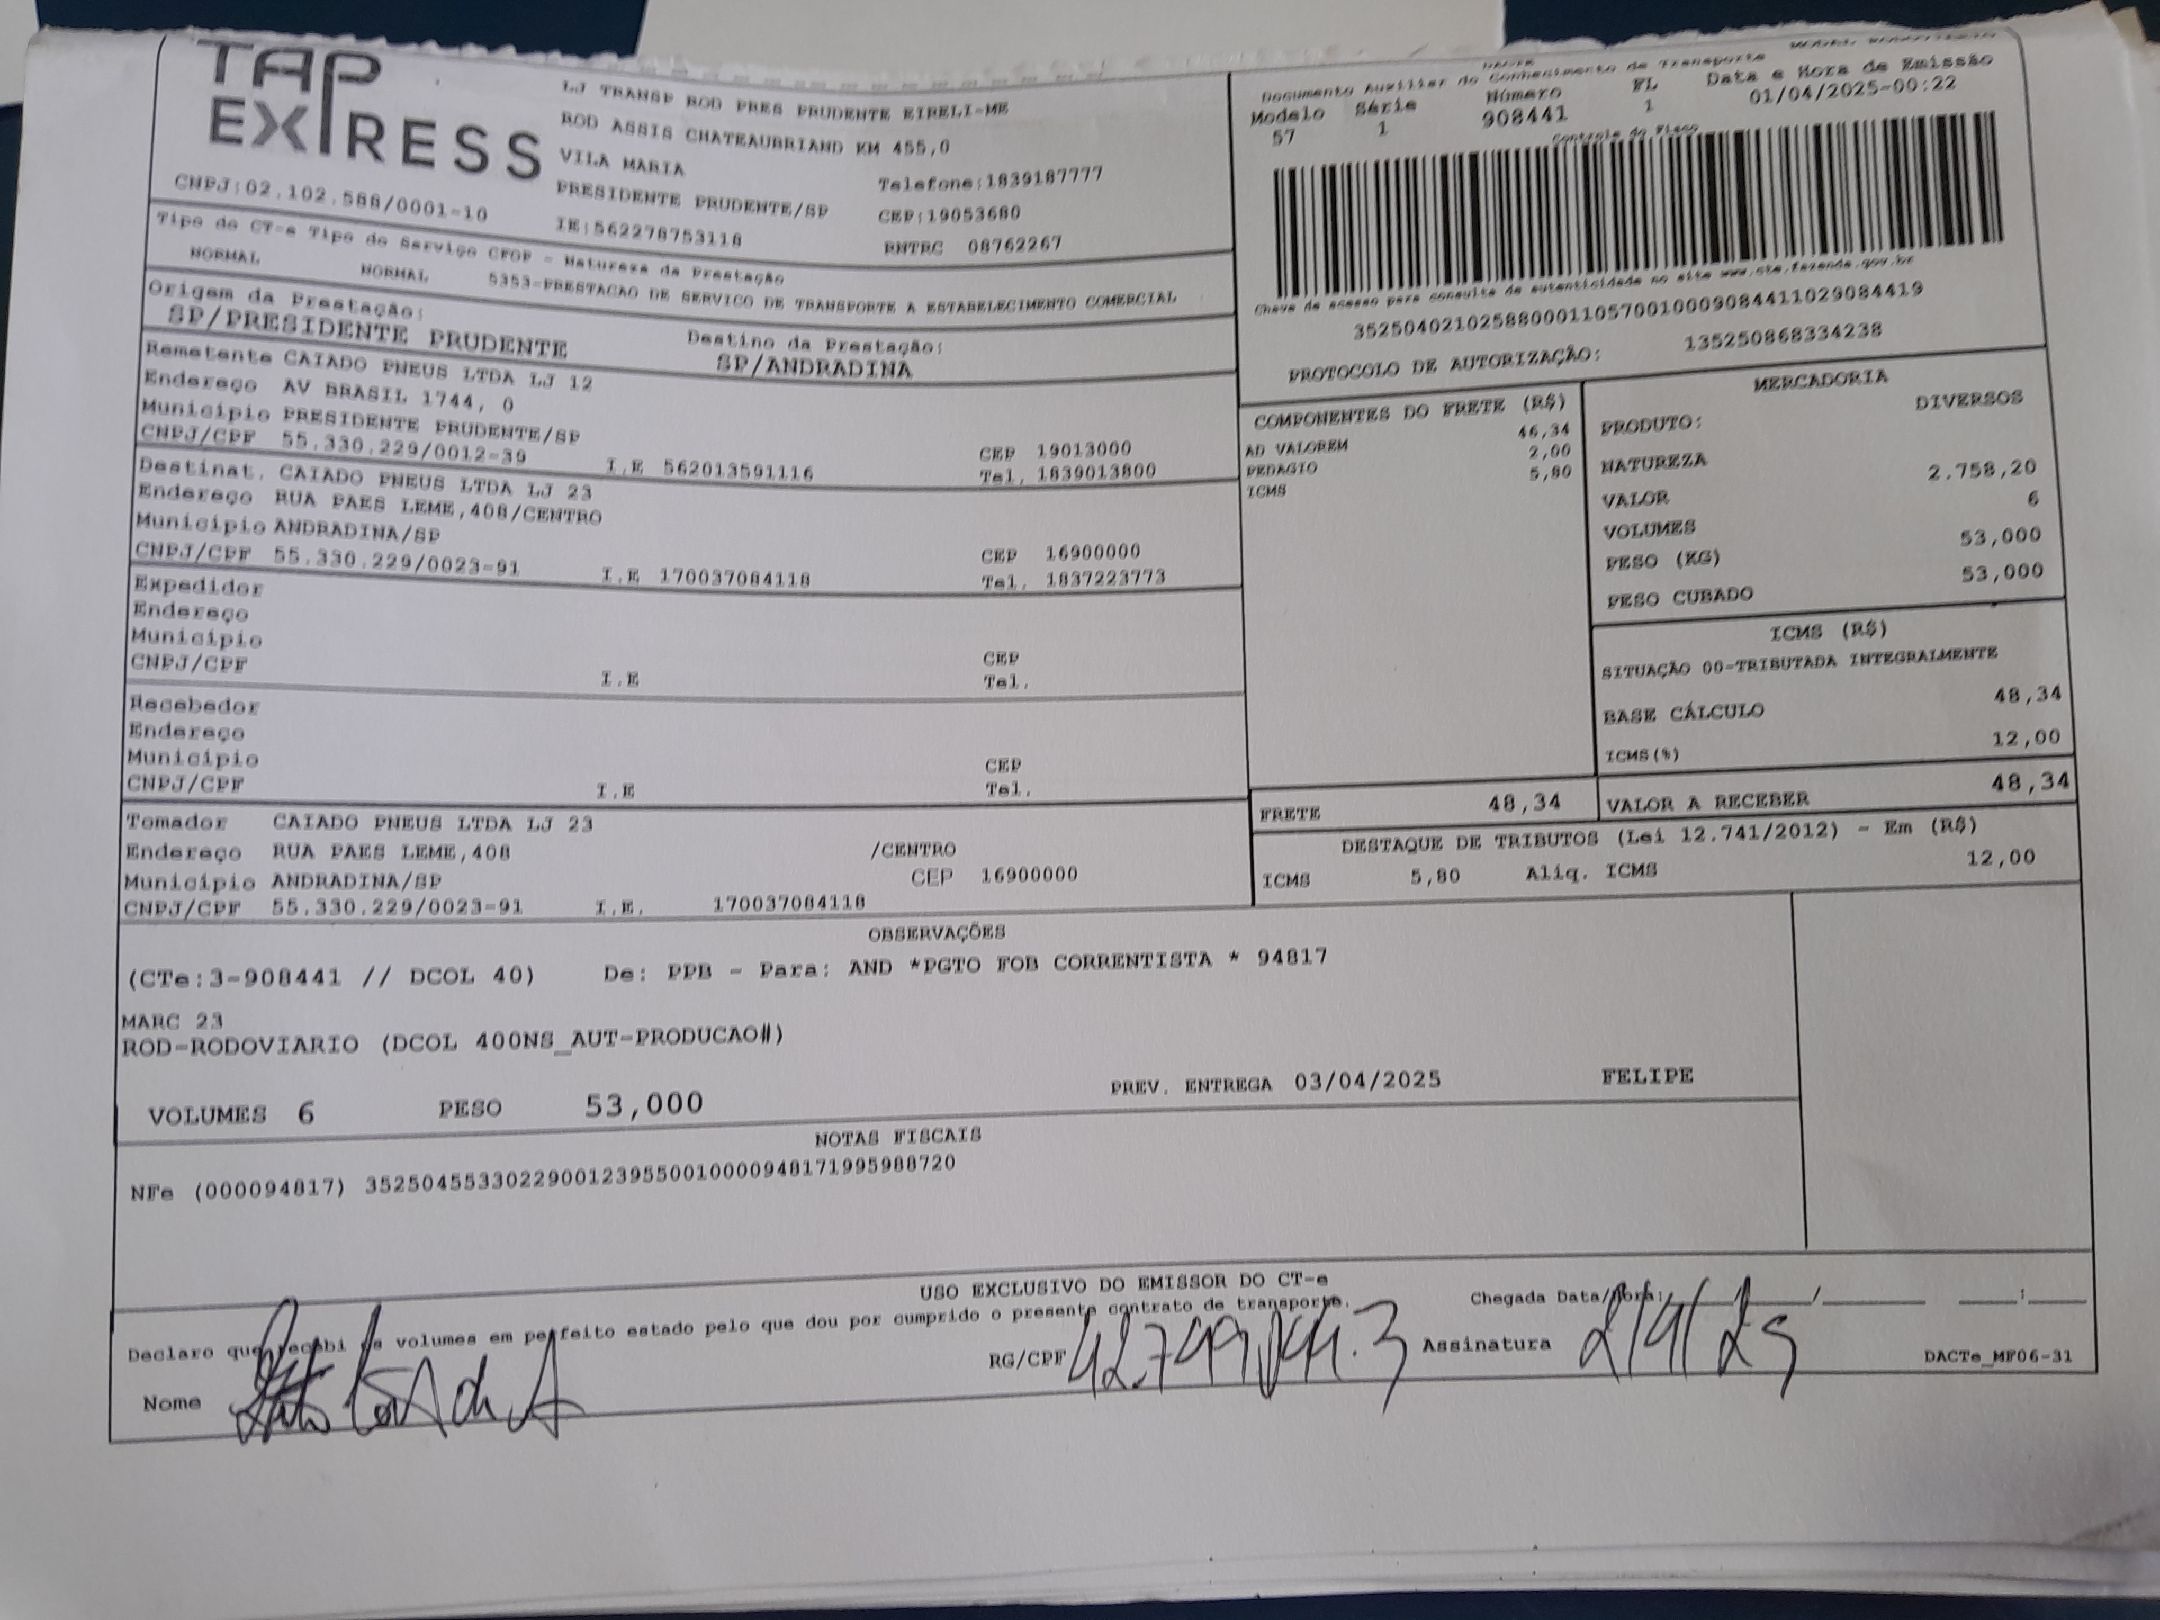 TAP
EXPRESS
LJ TRANSP ROD PRES PRUDENTE EIRELI-ME
ROD ASSIS CHATEAUBRIAND KM 455,0
VILA MARIA
PRESIDENTE PRUDENTE/SP
IE:562278753118
Telefone:1839187777
CEP:19053680
RNTRC 08762267
CNPJ:02.102.588/0001-10
DACTE
Documento Auxiliar do Conhecimento de Transporte
Modelo Série Número FL Data e Hora de Emissão
57 1 908441 1 01/04/2025-00:22
Controle do Fisco
Chave de acesso para consulta de autenticidade no site www.cte.fazenda.gov.br
35250402102588000110570010009084411029084419
PROTOCOLO DE AUTORIZAÇÃO: 135250868334238
Tipo do CT-e Tipo do Serviço CFOP - Natureza da Prestação
NORMAL NORMAL 5353-PRESTACAO DE SERVICO DE TRANSPORTE A ESTABELECIMENTO COMERCIAL
Origem da Prestação: Destino da Prestação:
SP/PRESIDENTE PRUDENTE SP/ANDRADINA
Remetente CAIADO PNEUS LTDA LJ 12
Endereço AV BRASIL 1744, 0
Município PRESIDENTE PRUDENTE/SP CEP 19013000
CNPJ/CPF 55.330.229/0012-39 I.E 562013591116 Tel. 1839013800
Destinat. CAIADO PNEUS LTDA LJ 23
Endereço RUA PAES LEME,408/CENTRO
Município ANDRADINA/SP CEP 16900000
CNPJ/CPF 55.330.229/0023-91 I.E 170037084118 Tel. 1837223773
Expedidor
Endereço
Município CEP
CNPJ/CPF I.E Tel.
Recebedor
Endereço
Município CEP
CNPJ/CPF I.E Tel.
Tomador CAIADO PNEUS LTDA LJ 23
Endereço RUA PAES LEME,408 /CENTRO
Município ANDRADINA/SP CEP 16900000
CNPJ/CPF 55.330.229/0023-91 I.E. 170037084118
COMPONENTES DO FRETE (R$)
AD VALOREM 46,34
PEDAGIO 2,00
ICMS 5,80
MERCADORIA
PRODUTO: DIVERSOS
NATUREZA
VALOR 2.758,20
VOLUMES 6
PESO (KG) 53,000
PESO CUBADO 53,000
ICMS (R$)
SITUAÇÃO 00-TRIBUTADA INTEGRALMENTE
BASE CÁLCULO 48,34
ICMS(%) 12,00
FRETE 48,34 VALOR A RECEBER 48,34
DESTAQUE DE TRIBUTOS (Lei 12.741/2012) - Em (R$)
ICMS 5,80 Aliq. ICMS 12,00
OBSERVAÇÕES
(CTe:3-908441 // DCOL 40) De: PPB - Para: AND *PGTO FOB CORRENTISTA * 94817
MARC 23
ROD-RODOVIARIO (DCOL 400NS_AUT-PRODUCAO#)
VOLUMES 6 PESO 53,000 PREV. ENTREGA 03/04/2025 FELIPE
NOTAS FISCAIS
NFe (000094817) 35250455330229001239550010000948171995988720
USO EXCLUSIVO DO EMISSOR DO CT-e
Declaro que recebi os volumes em perfeito estado pelo que dou por cumprido o presente contrato de transporte. Chegada Data/hora: / / :
Nome RG/CPF Assinatura 2/4/25
DACTe_MF06-31